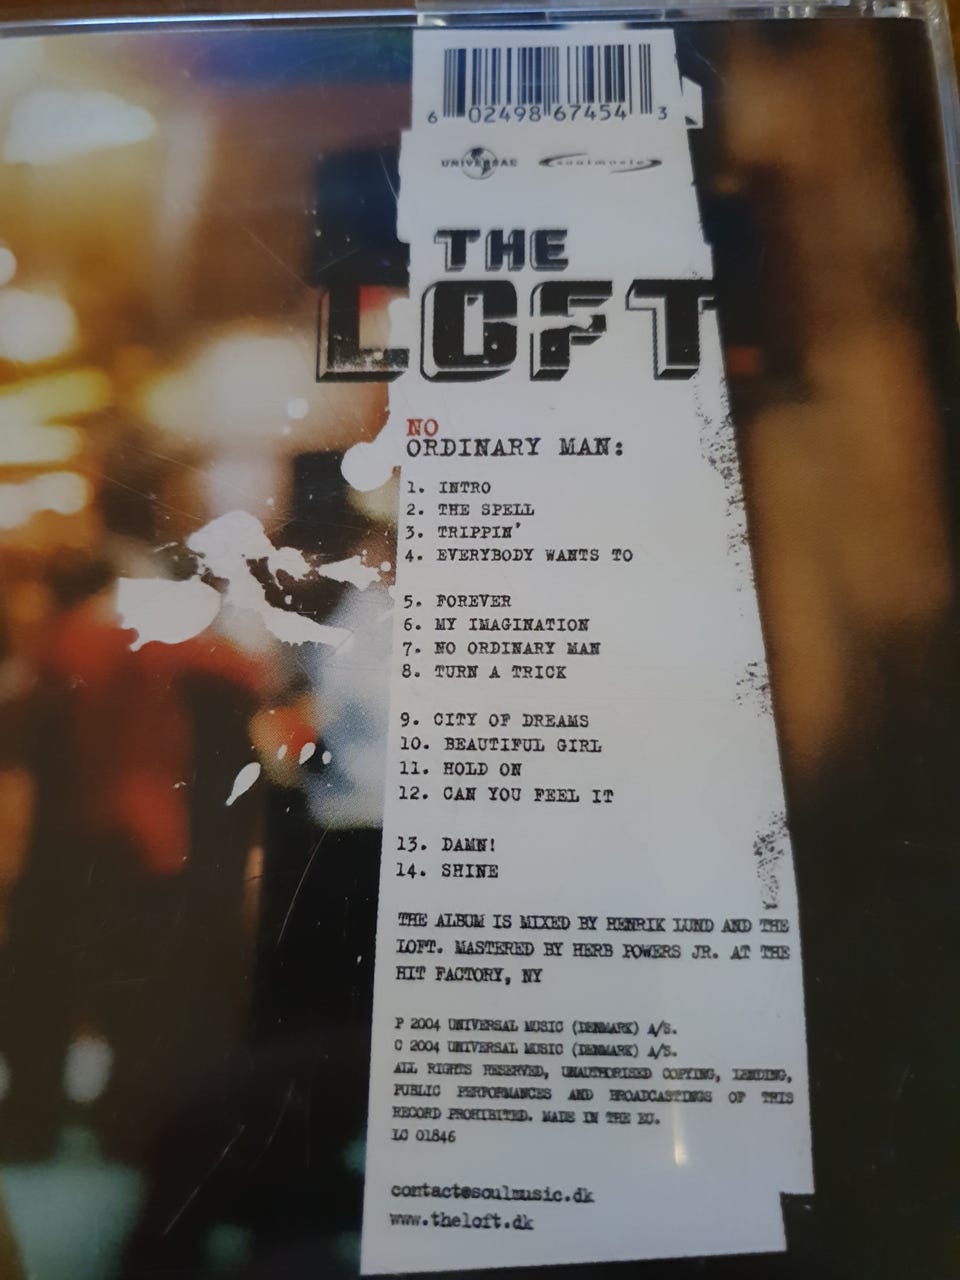 6 02498 67454 3
UNIVERSAL soulmusic
THE
LOFT
NO
ORDINARY MAN:
1. INTRO
2. THE SPELL
3. TRIPPIN'
4. EVERYBODY WANTS TO
5. FOREVER
6. MY IMAGINATION
7. NO ORDINARY MAN
8. TURN A TRICK
9. CITY OF DREAMS
10. BEAUTIFUL GIRL
11. HOLD ON
12. CAN YOU FEEL IT
13. DAMN!
14. SHINE
THE ALBUM IS MIXED BY HENRIK LUND AND THE
LOFT. MASTERED BY HERB POWERS JR. AT THE
HIT FACTORY, NY
P 2004 UNIVERSAL MUSIC (DENMARK) A/S.
C 2004 UNIVERSAL MUSIC (DENMARK) A/S.
ALL RIGHTS RESERVED, UNAUTHORISED COPYING, LENDING,
PUBLIC PERFORMANCES AND BROADCASTINGS OF THIS
RECORD PROHIBITED. MADE IN THE EU.
LC 01846
contact@soulmusic.dk
www.theloft.dk